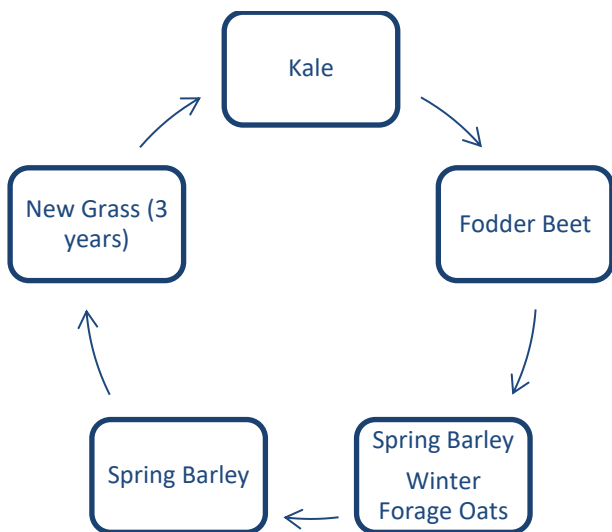 Kale
Fodder Beet
Spring Barley
Winter
Forage Oats
Spring Barley
New Grass (3
years)